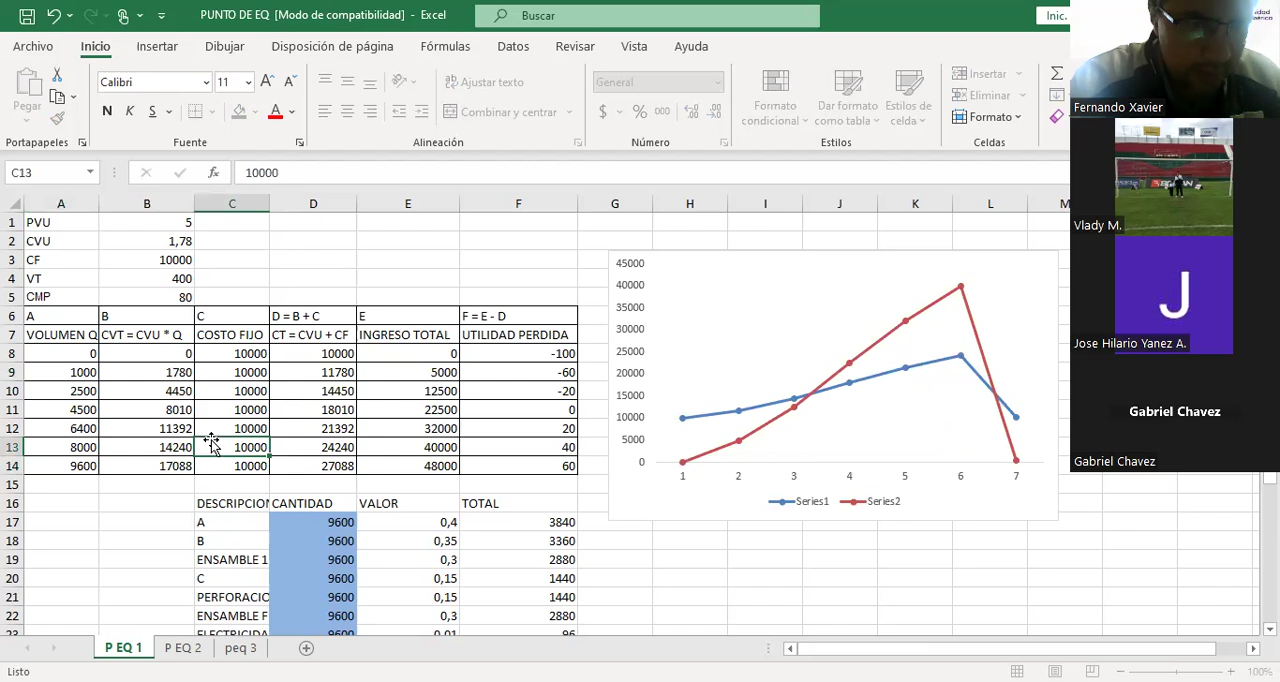 PUNTO DE EQ [Modo de compatibilidad] - Excel
Buscar
Inic.
Archivo Inicio Insertar Dibujar Disposición de página Fórmulas Datos Revisar Vista Ayuda
Pegar
Calibri 11
N K S
Ajustar texto
Combinar y centrar
General
$ % 000
Formato condicional
Dar formato como tabla
Estilos de celda
Insertar
Eliminar
Formato
Portapapeles Fuente Alineación Número Estilos Celdas
C13 fx 10000
A B C D E F G H I J K L M
1 PVU 5
2 CVU 1,78
3 CF 10000
4 VT 400
5 CMP 80
6 A B C D = B + C E F = E - D
7 VOLUMEN Q CVT = CVU * Q COSTO FIJO CT = CVU + CF INGRESO TOTAL UTILIDAD PERDIDA
8 0 0 10000 10000 0 -100
9 1000 1780 10000 11780 5000 -60
10 2500 4450 10000 14450 12500 -20
11 4500 8010 10000 18010 22500 0
12 6400 11392 10000 21392 32000 20
13 8000 14240 10000 24240 40000 40
14 9600 17088 10000 27088 48000 60
15
16 DESCRIPCION CANTIDAD VALOR TOTAL
17 A 9600 0,4 3840
18 B 9600 0,35 3360
19 ENSAMBLE 1 9600 0,3 2880
20 C 9600 0,15 1440
21 PERFORACIO 9600 0,15 1440
22 ENSAMBLE F 9600 0,3 2880
23 ELECTRICIDA 9600 0,01 96
45000
40000
35000
30000
25000
20000
15000
10000
5000
0
1 2 3 4 5 6 7
Series1 Series2
Fernando Xavier
Vlady M.
J
Jose Hilario Yanez A.
Gabriel Chavez
Gabriel Chavez
P EQ 1 P EQ 2 peq 3
Listo
100%